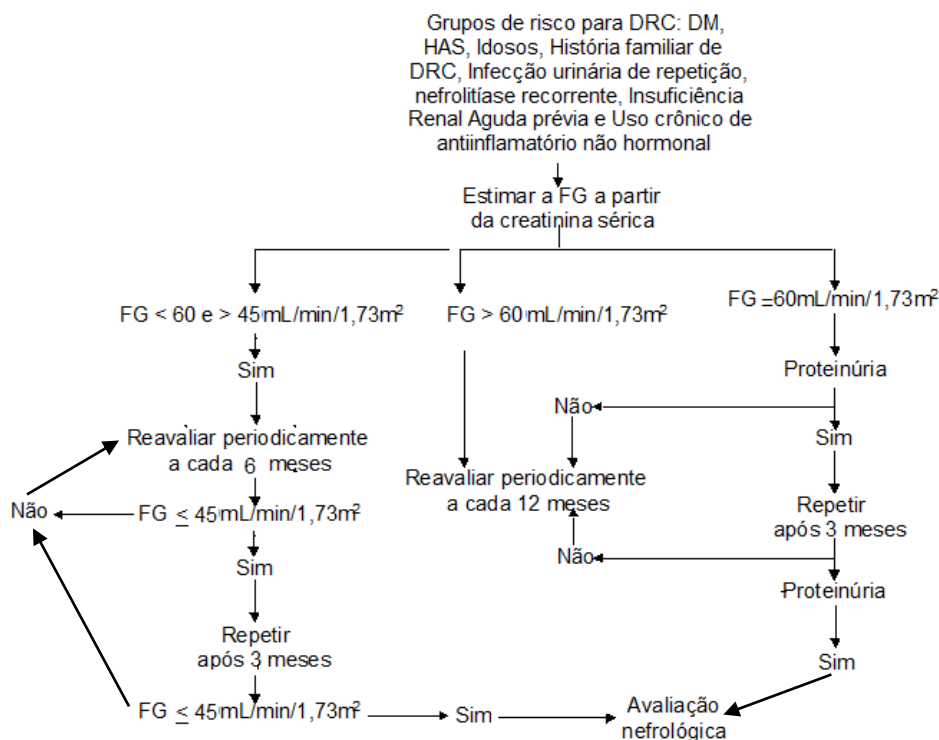 Grupos de risco para DRC: DM,
HAS, Idosos, História familiar de
DRC, Infecção urinária de repetição,
nefrolitíase recorrente, Insuficiência
Renal Aguda prévia e Uso crônico de
antiinflamatório não hormonal
Estimar a FG a partir
da creatinina sérica
FG < 60 e > 45 mL/min/1,73m²
FG > 60 mL/min/1,73m²
FG =60mL/min/1,73m²
Sim
Proteinúria
Não
Sim
Reavaliar periodicamente
a cada 6 meses
Reavaliar periodicamente
a cada 12 meses
Repetir
após 3 meses
Não
FG ≤ 45 mL/min/1,73m²
Não
Sim
-Proteinúria
Repetir
após 3 meses
Sim
FG ≤ 45 mL/min/1,73m²
Sim
Avaliação
nefrológica